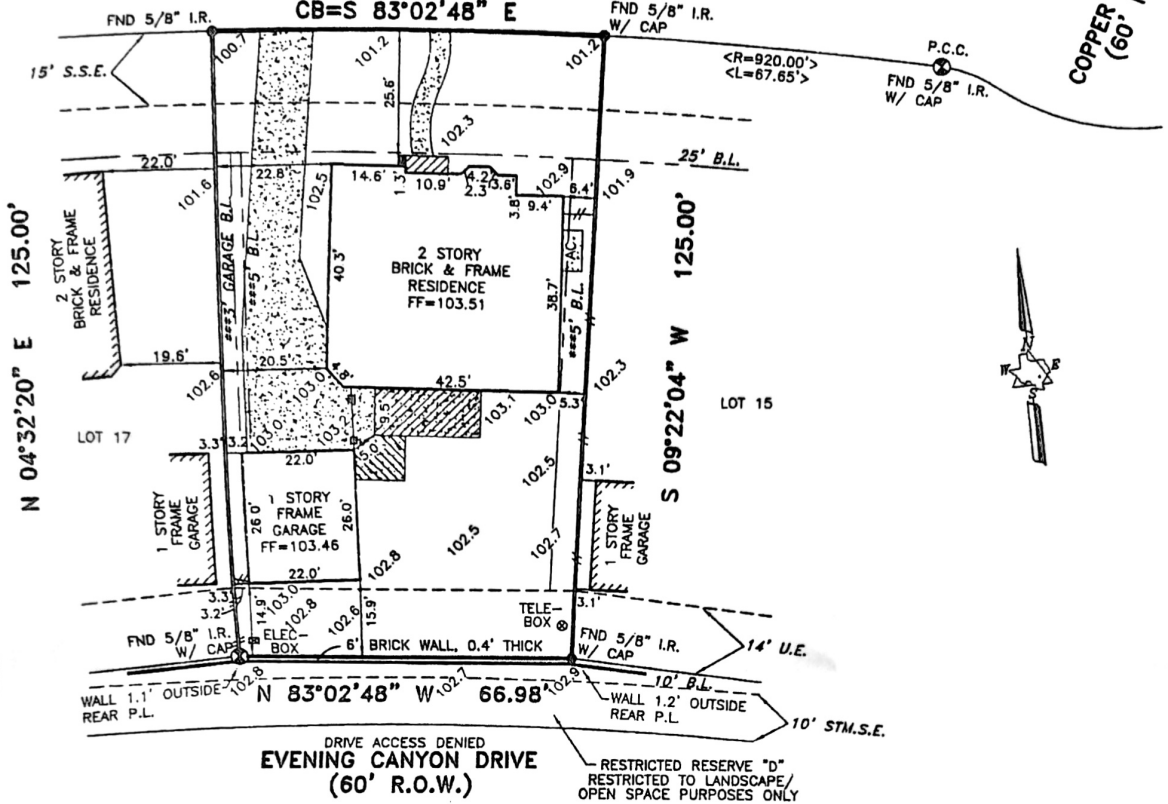 CB=S 83°02'48" E
FND 5/8" I.R.
FND 5/8" I.R.
W/ CAP
P.C.C.
FND 5/8" I.R.
W/ CAP
<R=920.00'>
<L=67.65'>
COPPER
(60'
15' S.S.E.
100.7
101.2
101.2
25.6'
102.3
25' B.L.
22.0'
22.8'
102.5
14.6'
1.3'
10.9'
4.2'
2.3'
3.6'
3.8'
9.4'
102.9
6.4'
101.9
101.6
N 04°32'20" E 125.00'
2 STORY
BRICK & FRAME
RESIDENCE
===3' GARAGE B.L.
===5' B.L.
40.3'
2 STORY
BRICK & FRAME
RESIDENCE
FF=103.51
AC.
38.7'
===5' B.L.
S 09°22'04" W 125.00'
W
E
S
19.6'
20.5'
4.8'
42.5'
102.6
103.0
103.1
103.0
5.3'
102.3
LOT 17
LOT 15
3.3'
3.2'
103.0
103.2
9.5'
5.0'
22.0'
102.5
3.1'
1 STORY
FRAME
GARAGE
26.0'
1 STORY
FRAME
GARAGE
FF=103.46
26.0'
102.5
102.7
1 STORY
FRAME
GARAGE
22.0'
102.8
3.3'
3.2'
14.9'
103.0
102.8
102.6
15.9'
TELE-
BOX
3.1'
FND 5/8" I.R.
W/ CAP
ELEC-
BOX
6' BRICK WALL, 0.4' THICK
FND 5/8" I.R.
W/ CAP
14' U.E.
10' B.L.
WALL 1.1' OUTSIDE
REAR P.L.
102.8
N 83°02'48" W 66.98'
102.7
102.9
WALL 1.2' OUTSIDE
REAR P.L.
10' STM.S.E.
DRIVE ACCESS DENIED
EVENING CANYON DRIVE
(60' R.O.W.)
RESTRICTED RESERVE "D"
RESTRICTED TO LANDSCAPE/
OPEN SPACE PURPOSES ONLY